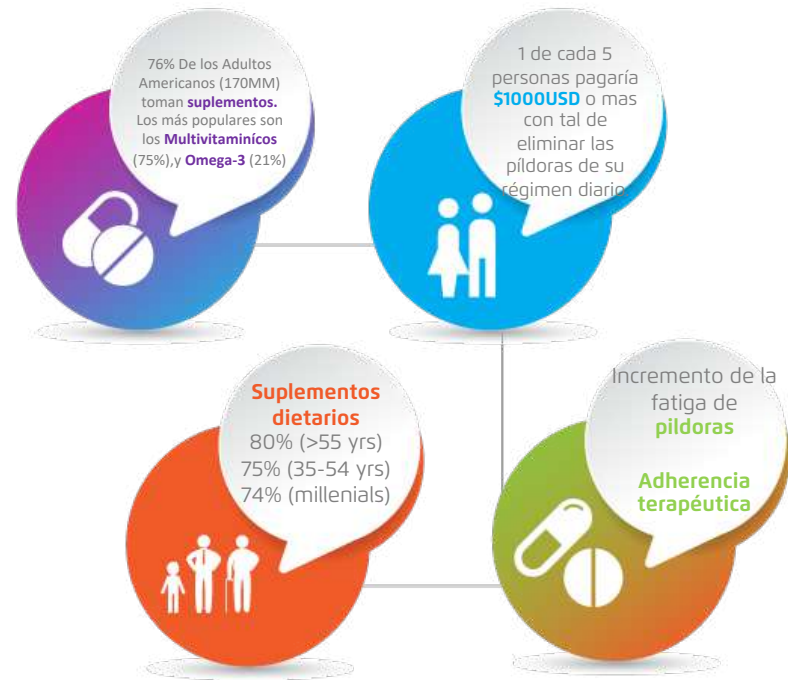 76% De los Adultos
Americanos (170MM)
toman suplementos.
Los más populares son
los Multivitaminícos
(75%),y Omega-3 (21%)
1 de cada 5
personas pagaría
$1000USD o mas
con tal de
eliminar las
píldoras de su
régimen diario
Suplementos
dietarios
80% (>55 yrs)
75% (35-54 yrs)
74% (millenials)
Incremento de la
fatiga de
pildoras
Adherencia
terapéutica